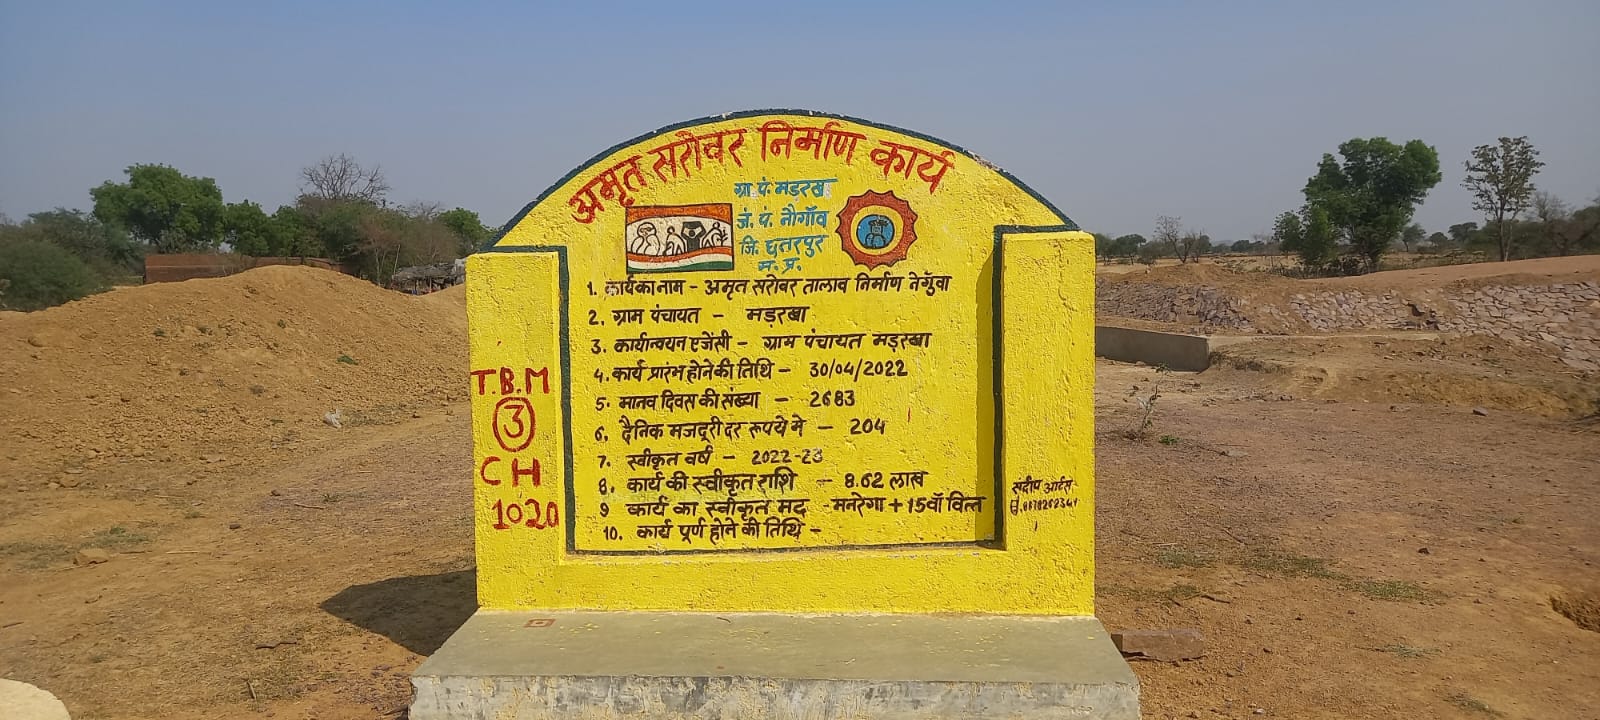 अमृत सरोवर निर्माण कार्य
ग्रा. पं. मडरखा
जं. पं. नौगाँव
जि. छतरपुर
म. प्र.
1. कार्य का नाम - अमृत सरोवर तालाव निर्माण नेगुँवा
2. ग्राम पंचायत - मड़रखा
3. कार्यान्वयन एजेंसी - ग्राम पंचायत मड़रखा
4. कार्य प्रारंभ होने की तिथि - 30/04/2022
5. मानव दिवस की संख्या - 2683
6. दैनिक मजदूरी दर रूपये मे - 204
7. स्वीकृत वर्ष - 2022-23
8. कार्य की स्वीकृत राशि - 8.62 लाख
9 कार्य का स्वीकृत मद - मनरेगा + 15वाँ वित्त
10. कार्य पूर्ण होने की तिथि -
T.B.M
3
CH
1020
संदीप आर्टस